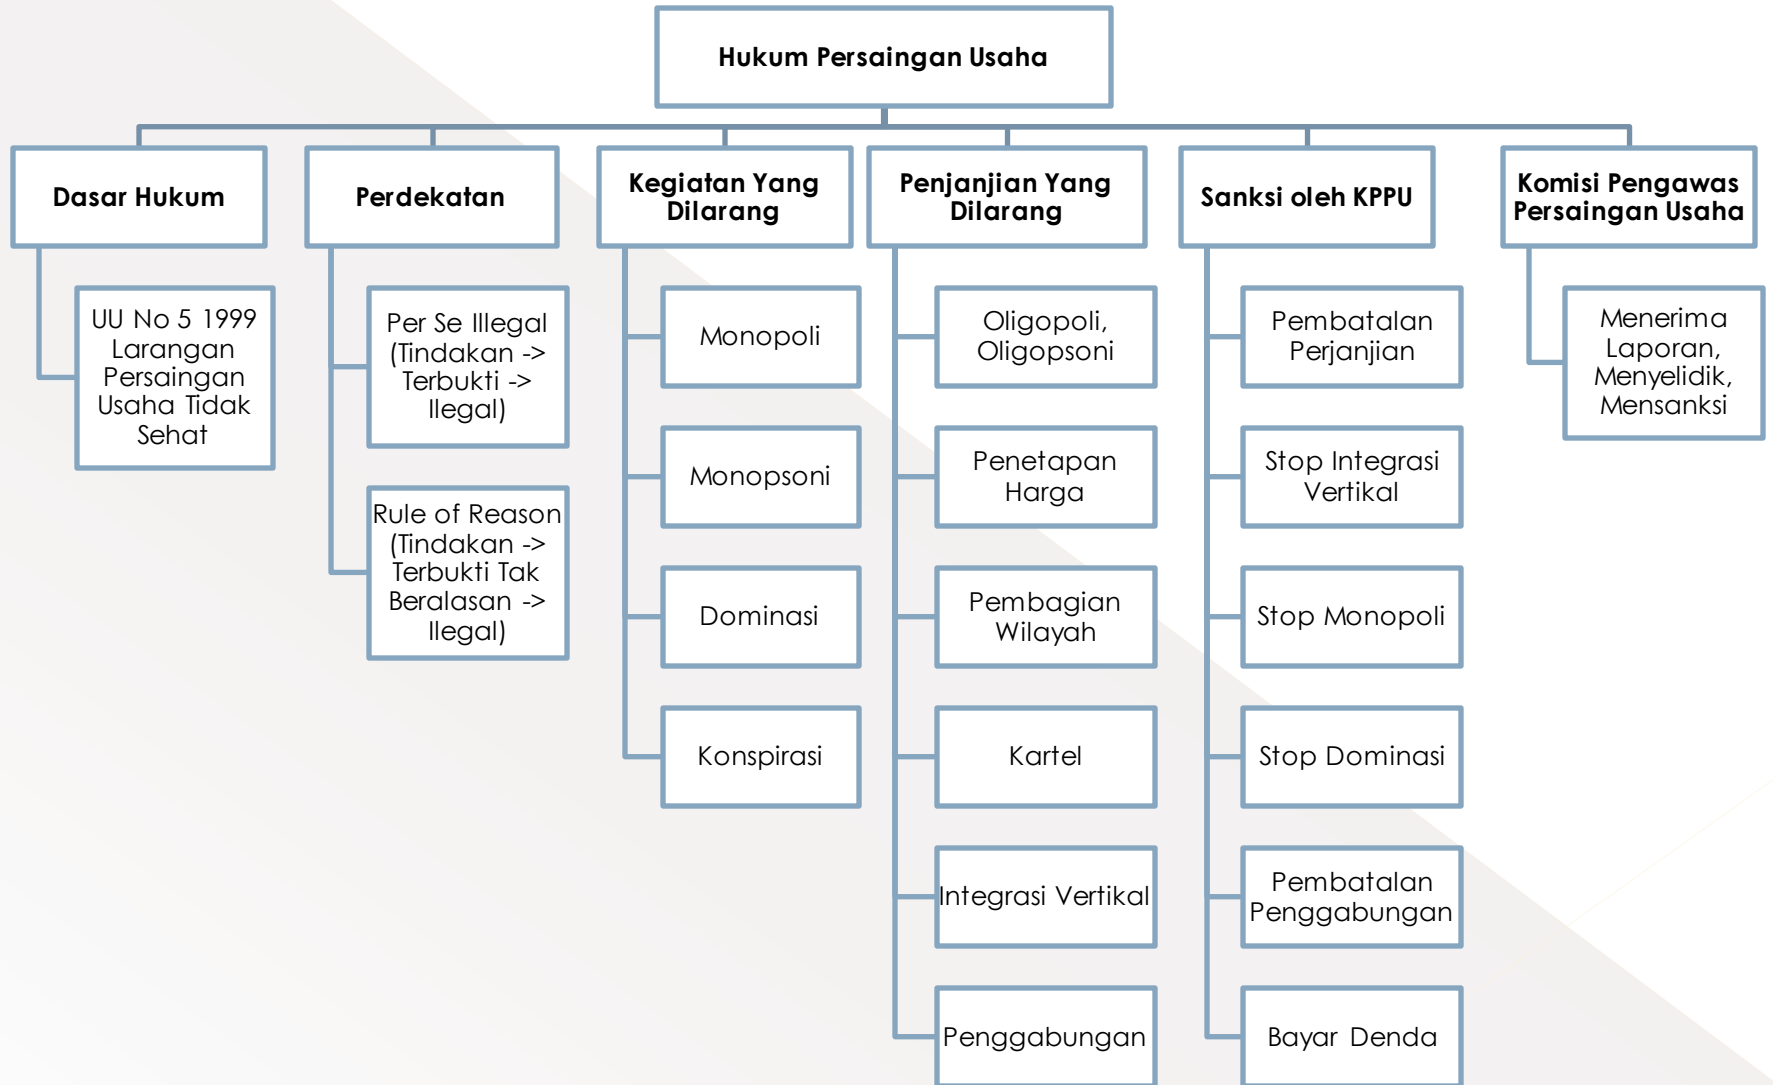 Hukum Persaingan Usaha
Dasar Hukum
UU No 5 1999
Larangan
Persaingan
Usaha Tidak
Sehat
Perdekatan
Per Se Illegal
(Tindakan ->
Terbukti ->
Ilegal)
Rule of Reason
(Tindakan ->
Terbukti Tak
Beralasan ->
Ilegal)
Kegiatan Yang
Dilarang
Monopoli
Monopsoni
Dominasi
Konspirasi
Penjanjian Yang
Dilarang
Oligopoli,
Oligopsoni
Penetapan
Harga
Pembagian
Wilayah
Kartel
Integrasi Vertikal
Penggabungan
Sanksi oleh KPPU
Pembatalan
Perjanjian
Stop Integrasi
Vertikal
Stop Monopoli
Stop Dominasi
Pembatalan
Penggabungan
Bayar Denda
Komisi Pengawas
Persaingan Usaha
Menerima
Laporan,
Menyelidik,
Mensanksi